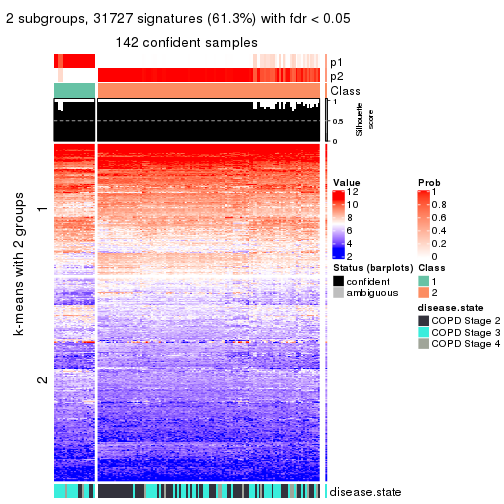 2 subgroups, 31727 signatures (61.3%) with fdr < 0.05
142 confident samples
p1
p2
Class
1
0.5
0
Silhouette
score
k-means with 2 groups
1
2
Value
12
10
8
6
4
2
Prob
1
0.8
0.6
0.4
0.2
0
Status (barplots)
confident
ambiguous
Class
1
2
disease.state
COPD Stage 2
COPD Stage 3
COPD Stage 4
disease.state